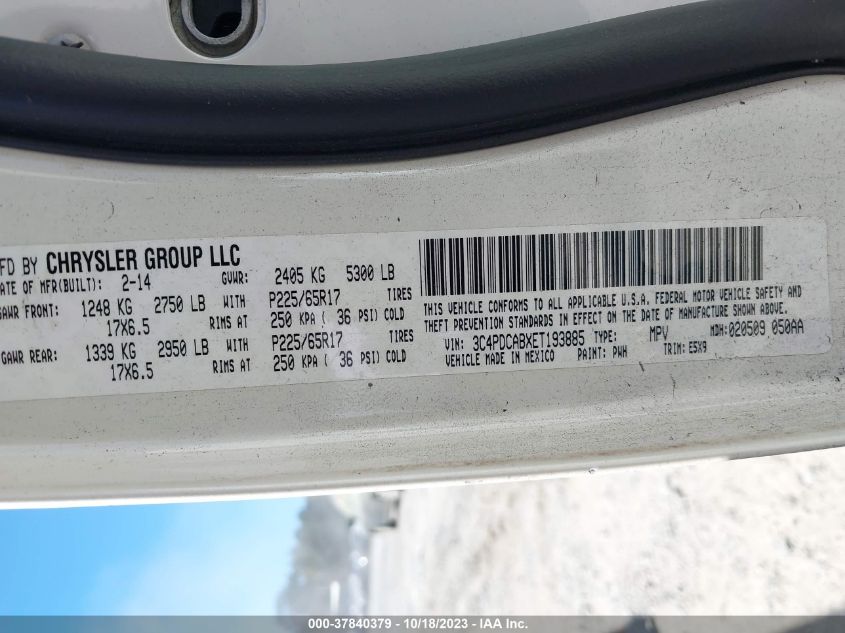 MFD BY CHRYSLER GROUP LLC
DATE OF MFR(BUILT): 2-14 GVWR: 2405 KG 5300 LB
GAWR FRONT: 1248 KG 2750 LB WITH P225/65R17 TIRES
17X6.5 RIMS AT 250 KPA ( 36 PSI) COLD
GAWR REAR: 1339 KG 2950 LB WITH P225/65R17 TIRES
17X6.5 RIMS AT 250 KPA ( 36 PSI) COLD
THIS VEHICLE CONFORMS TO ALL APPLICABLE U.S.A. FEDERAL MOTOR VEHICLE SAFETY AND
THEFT PREVENTION STANDARDS IN EFFECT ON THE DATE OF MANUFACTURE SHOWN ABOVE.
VIN: 3C4PDCABXET193885 TYPE: MPV MDH: 020509 050AA
VEHICLE MADE IN MEXICO PAINT: PWH TRIM: E5X9
000-37840379 / 10/18/2023 - IAA Inc.